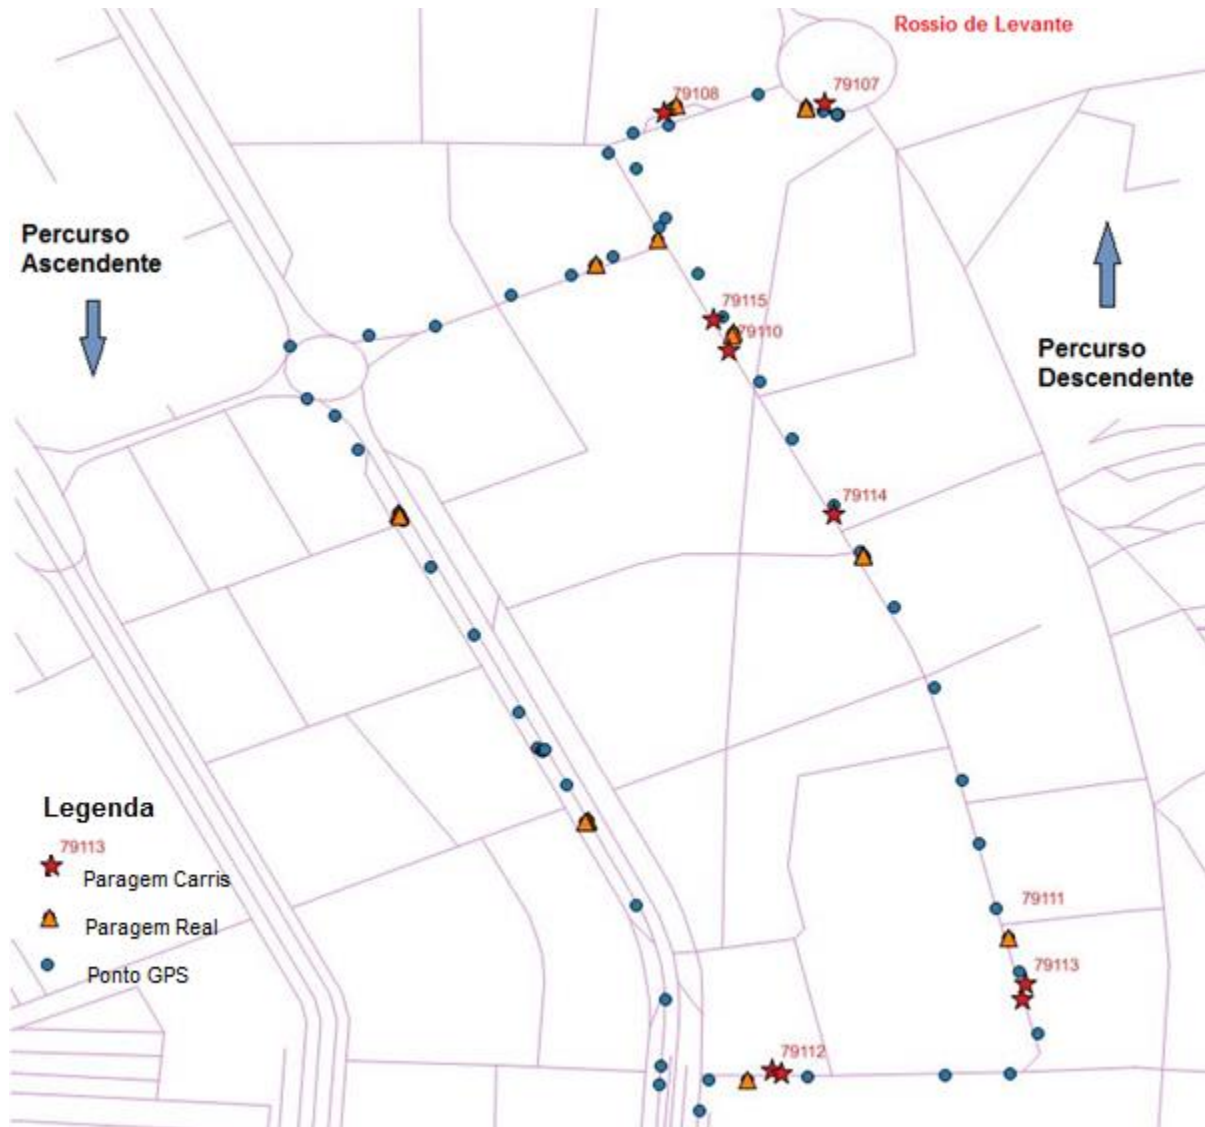 Rossio de Levante
79107
79108
Percurso
Ascendente
79115
79110
Percurso
Descendente
79114
Legenda
79113
Paragem Carris
Paragem Real
Ponto GPS
79111
79113
79112